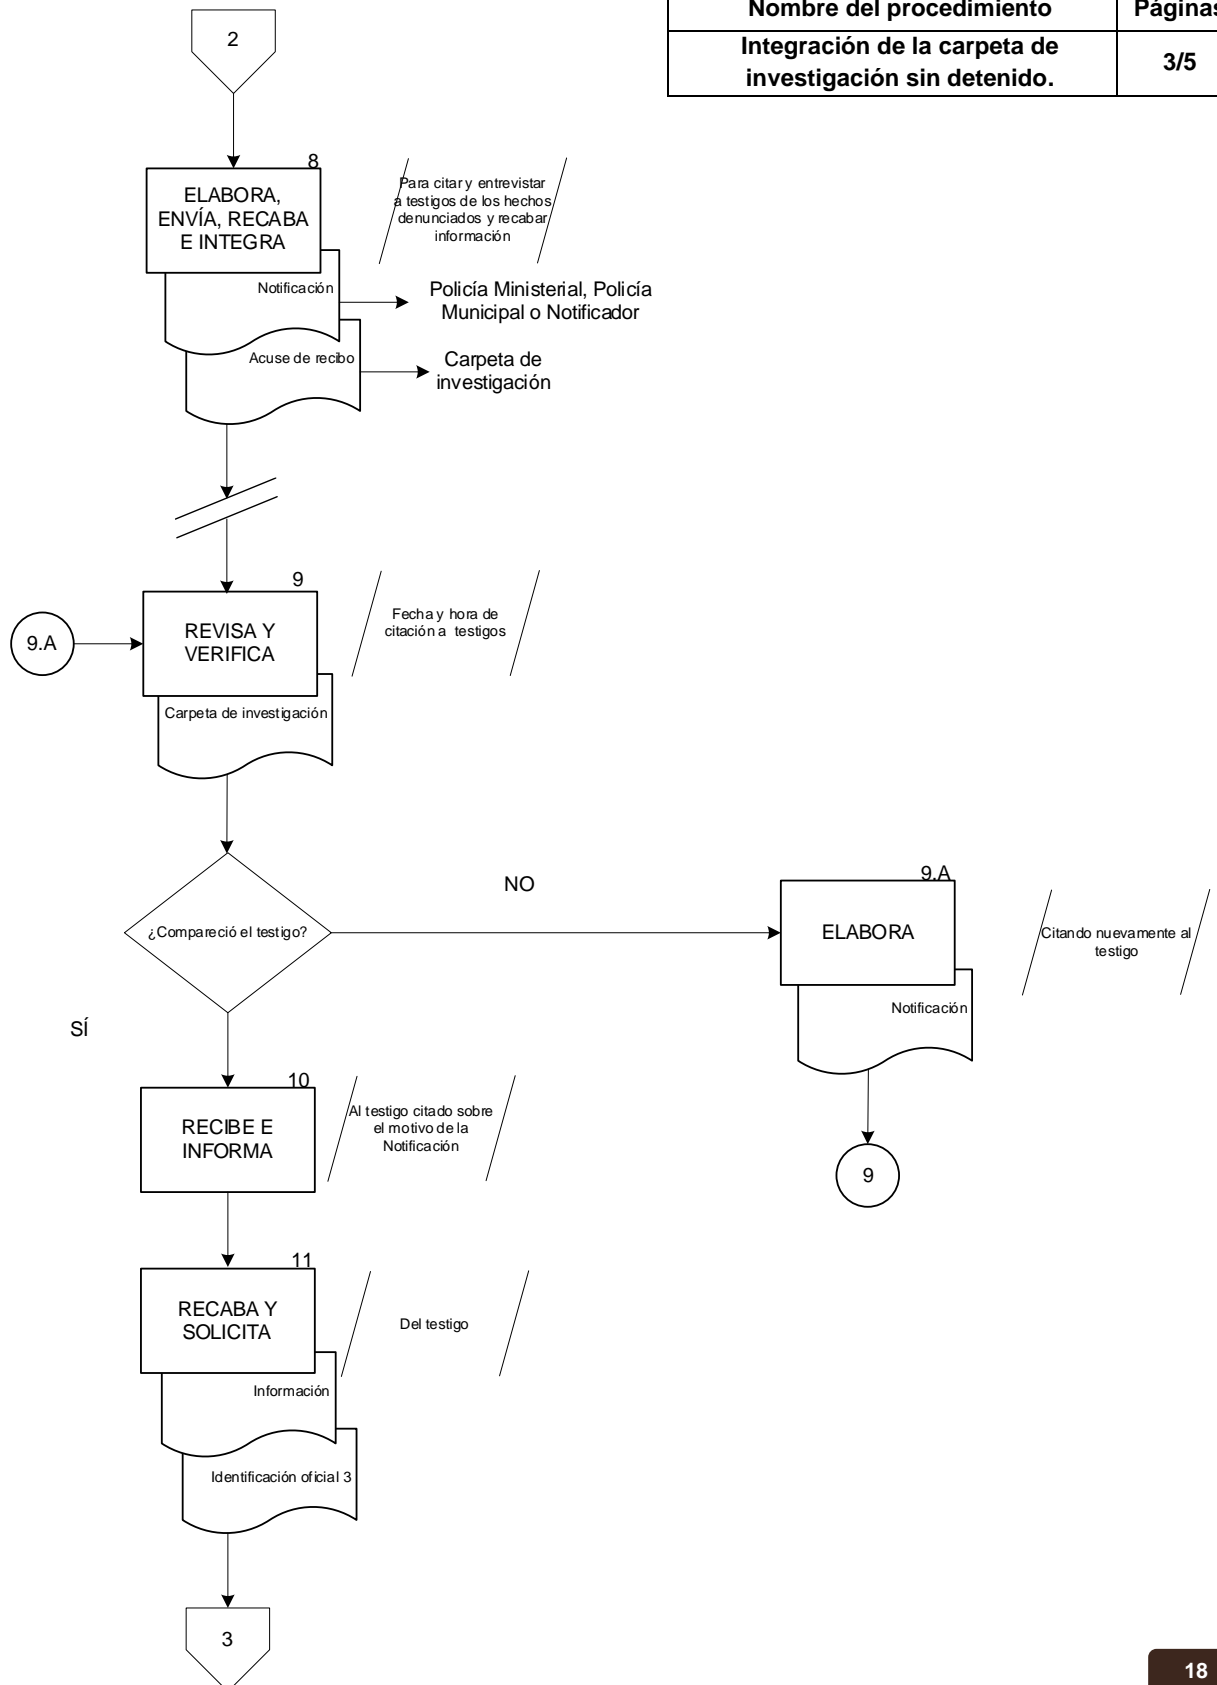 Nombre del procedimiento
Páginas
Integración de la carpeta de
investigación sin detenido.
3/5
2
8
ELABORA,
ENVÍA, RECABA
E INTEGRA
Para citar y entrevistar
a testigos de los hechos
denunciados y recabar
información
Notificación
Policía Ministerial, Policía
Municipal o Notificador
Acuse de recibo
Carpeta de
investigación
9
9.A
REVISA Y
VERIFICA
Fecha y hora de
citación a testigos
Carpeta de investigación
¿Compareció el testigo?
NO
9.A
ELABORA
Citando nuevamente al
testigo
Notificación
9
SÍ
10
RECIBE E
INFORMA
Al testigo citado sobre
el motivo de la
Notificación
11
RECABA Y
SOLICITA
Del testigo
Información
Identificación oficial 3
3
18